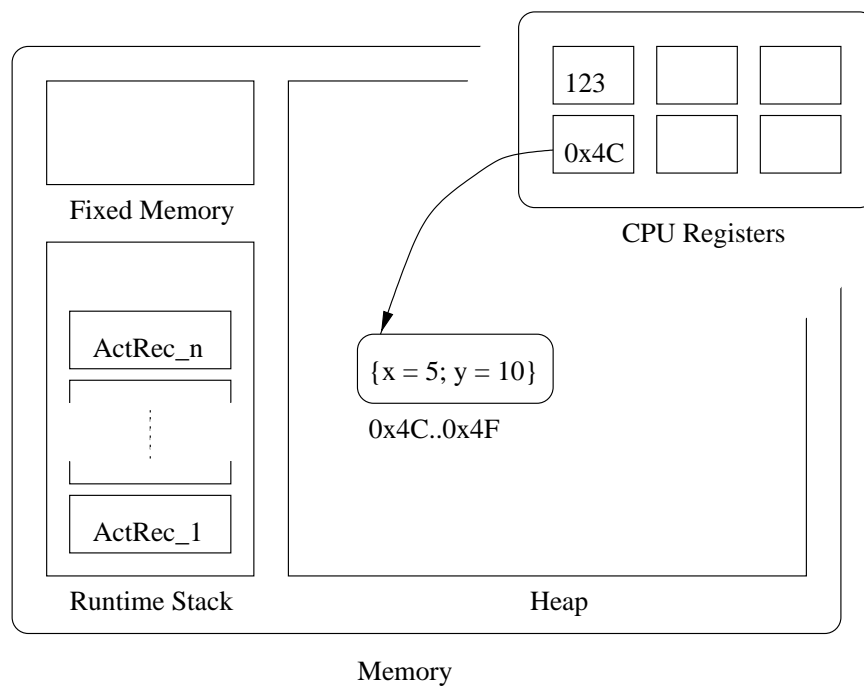 123
0x4C
CPU Registers
Fixed Memory
ActRec_n
ActRec_1
Runtime Stack
{x = 5; y = 10}
0x4C..0x4F
Heap
Memory